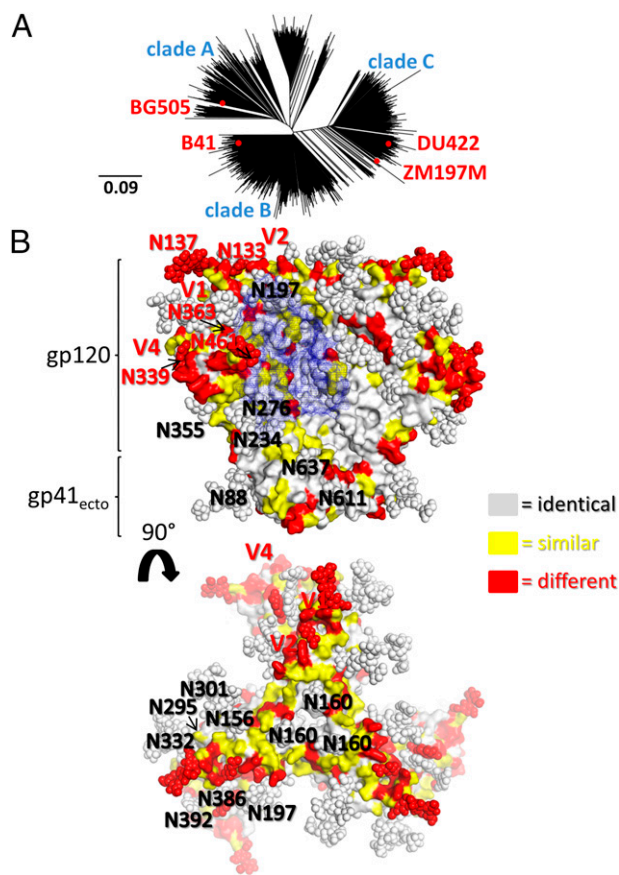 A
clade A
clade C
BG505
B41
DU422
ZM197M
0.09
clade B
B
N137
N133
V2
N197
V1
N363
gp120
V4
N461
N339
N276
N355
N234
N637
gp41ecto
N88
N611
= identical
90°
= similar
V4
= different
V2
N301
N160
N295
N156
N160
N160
N332
N386
N197
N392